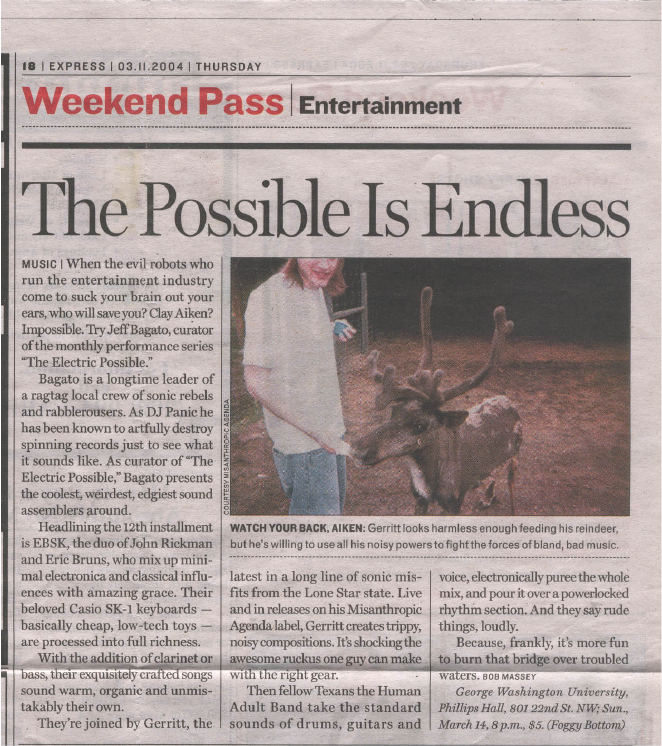 18 | EXPRESS | 03.11.2004 | THURSDAY
Weekend Pass | Entertainment
The Possible Is Endless
MUSIC | When the evil robots who
run the entertainment industry
come to suck your brain out your
ears, who will save you? Clay Aiken?
Impossible. Try Jeff Bagato, curator
of the monthly performance series
"The Electric Possible."
Bagato is a longtime leader of
a ragtag local crew of sonic rebels
and rabblerousers. As DJ Panic he
has been known to artfully destroy
spinning records just to see what
it sounds like. As curator of "The
Electric Possible," Bagato presents
the coolest, weirdest, edgiest sound
assemblers around.
Headlining the 12th installment
is EBSK, the duo of John Rickman
and Eric Bruns, who mix up mini-
mal electronica and classical influ-
ences with amazing grace. Their
beloved Casio SK-1 keyboards —
basically cheap, low-tech toys —
are processed into full richness.
With the addition of clarinet or
bass, their exquisitely crafted songs
sound warm, organic and unmis-
takably their own.
They're joined by Gerritt, the
COURTESY MISANTHROPIC AGENDA
WATCH YOUR BACK, AIKEN: Gerritt looks harmless enough feeding his reindeer,
but he's willing to use all his noisy powers to fight the forces of bland, bad music.
latest in a long line of sonic mis-
fits from the Lone Star state. Live
and in releases on his Misanthropic
Agenda label, Gerritt creates trippy,
noisy compositions. It's shocking the
awesome ruckus one guy can make
with the right gear.
Then fellow Texans the Human
Adult Band take the standard
sounds of drums, guitars and
voice, electronically puree the whole
mix, and pour it over a powerlocked
rhythm section. And they say rude
things, loudly.
Because, frankly, it's more fun
to burn that bridge over troubled
waters. BOB MASSEY
George Washington University,
Phillips Hall, 801 22nd St. NW; Sun.,
March 14, 8 p.m., $5. (Foggy Bottom)